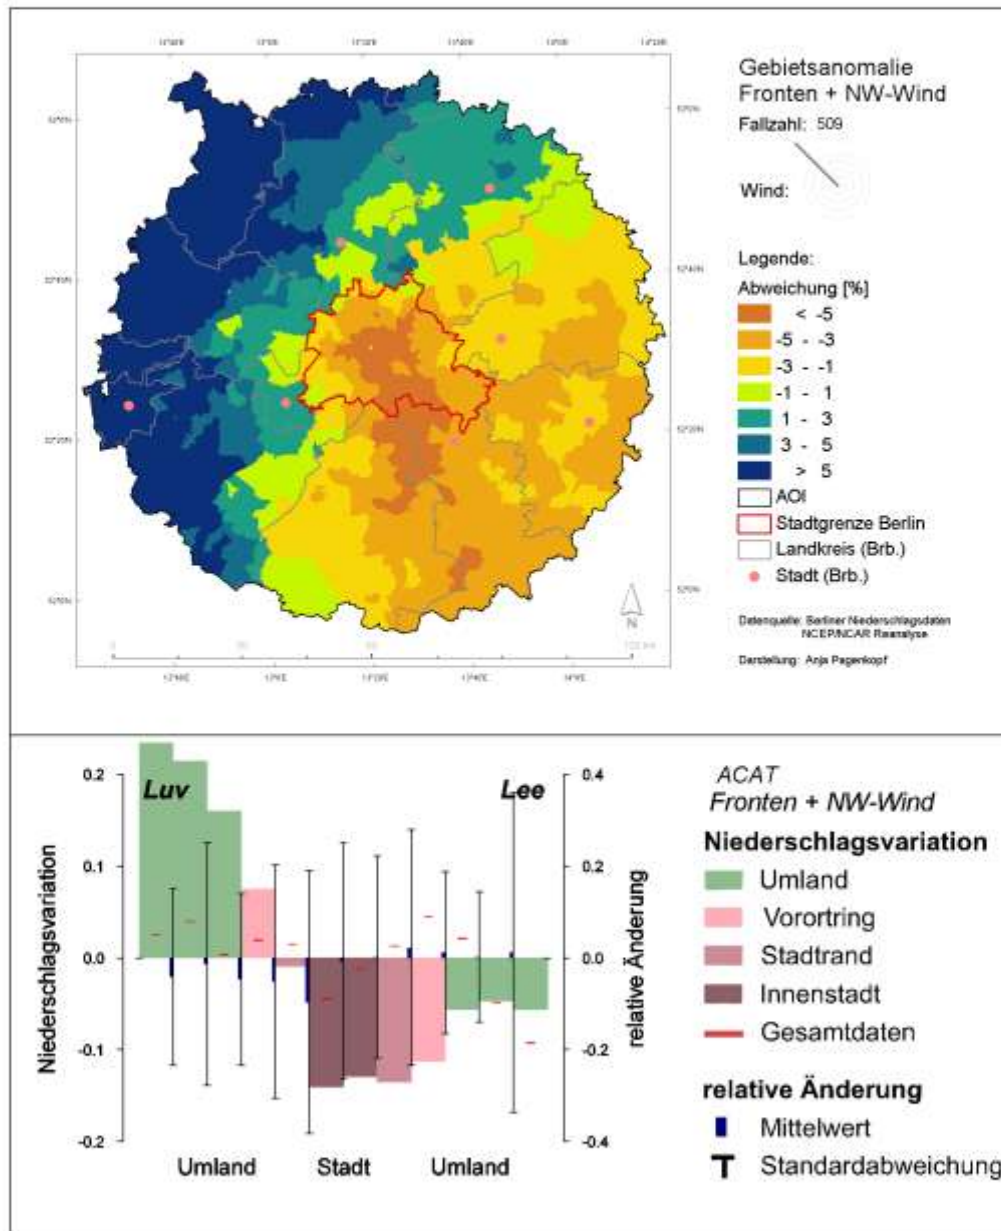 Gebietsanomalie
Fronten + NW-Wind
Fallzahl: 509
Wind:
Legende:
Abweichung [%]
< -5
-5 - -3
-3 - -1
-1 - 1
1 - 3
3 - 5
> 5
AOI
Stadtgrenze Berlin
Landkreis (Brb.)
Stadt (Brb.)
N
Datenquelle: Berliner Niederschlagsdaten
NCEP/NCAR Reanalyse
Darstellung: Anja Pagenkopf
0.2
0.1
0.0
-0.1
-0.2
Niederschlagsvariation
Luv
Lee
0.4
0.2
0.0
-0.2
-0.4
relative Änderung
Umland
Stadt
Umland
ACAT
Fronten + NW-Wind
Niederschlagsvariation
Umland
Vorortring
Stadtrand
Innenstadt
Gesamtdaten
relative Änderung
Mittelwert
Standardabweichung